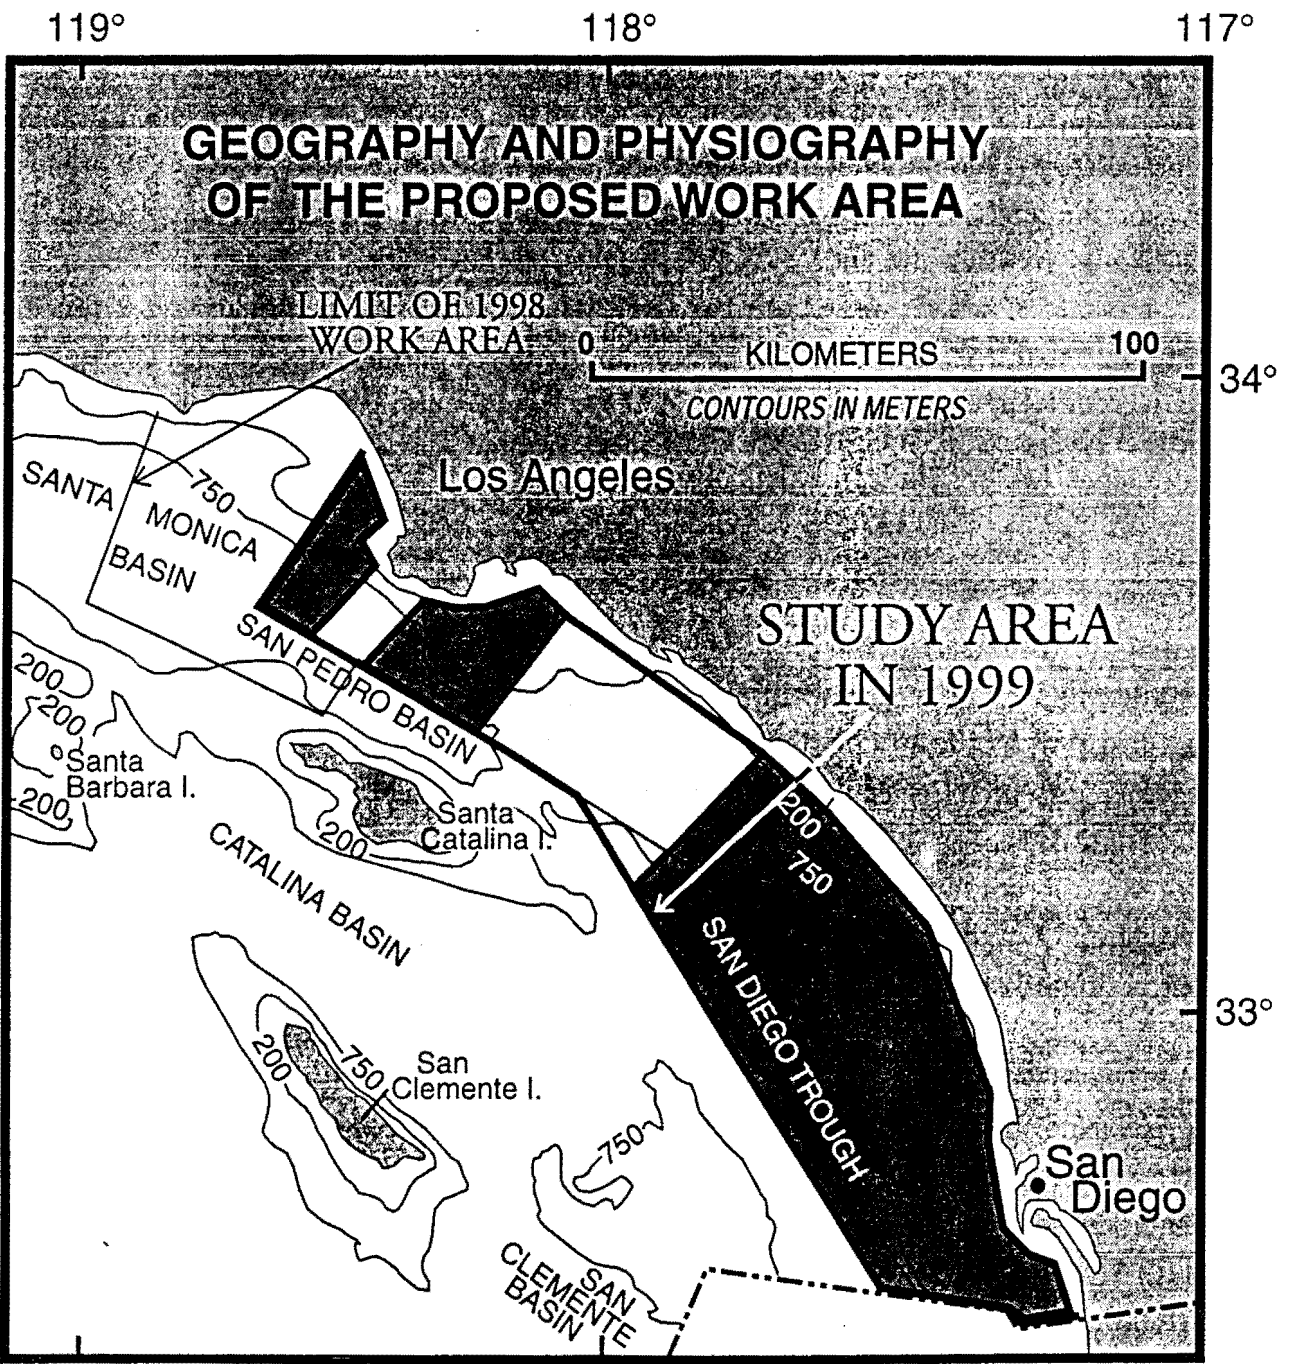 119° 118° 117°
GEOGRAPHY AND PHYSIOGRAPHY
OF THE PROPOSED WORK AREA
LIMIT OF 1998
WORK AREA
0 KILOMETERS 100
CONTOURS IN METERS
34°
Los Angeles
SANTA
MONICA
BASIN
750
STUDY AREA
IN 1999
SAN PEDRO BASIN
200
200
Santa
Barbara I.
200
Santa
Catalina I.
200
200
750
CATALINA BASIN
SAN DIEGO TROUGH
33°
San
Clemente I.
750
200
750
San
Diego
SAN
CLEMENTE
BASIN